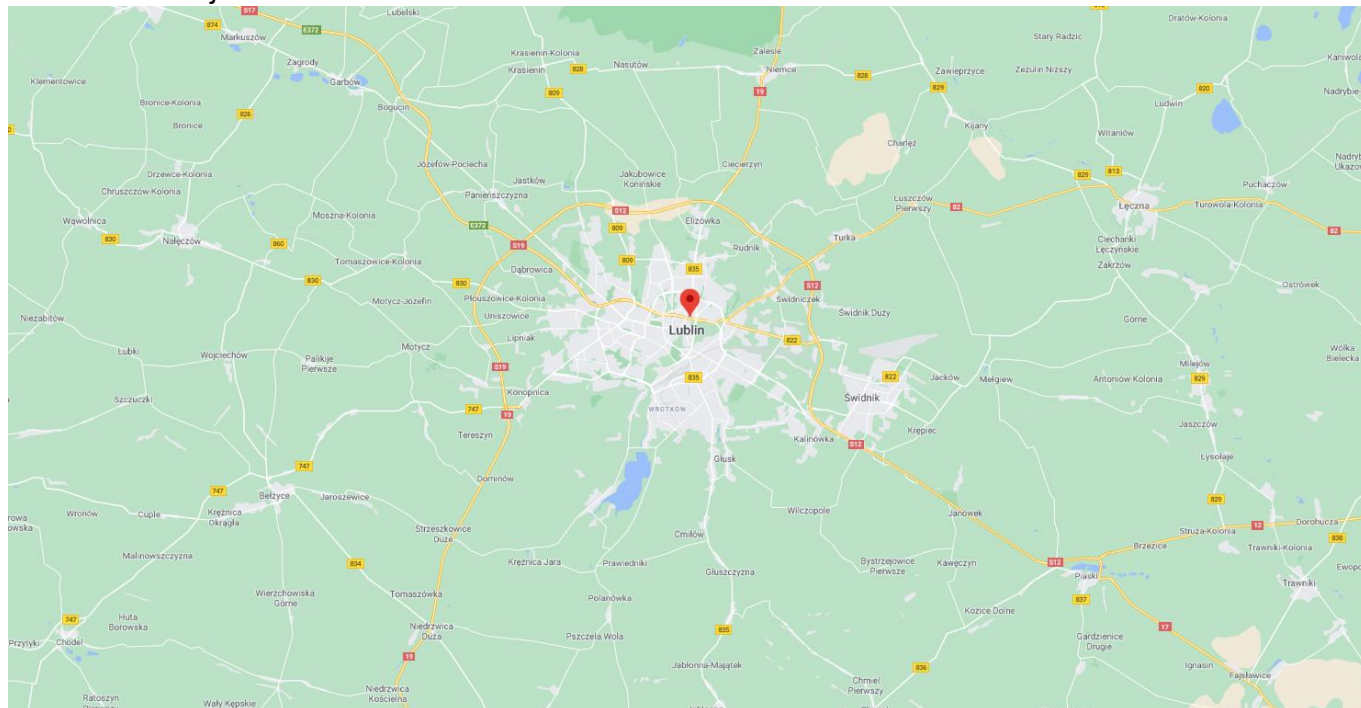 S17
Lubelski
874
Markuszów
E372
Zagrody
Garbów
Klementowice
Bronice-Kolonia
826
Bronice
Bogucin
Krasienin-Kolonia
Krasienin
828
Nasutów
809
Zalesie
Niemce
19
828
Zawieprzyce
829
Stary Radzic
Zezulin Niższy
Dratów-Kolonia
820
Ludwin
Kijany
Witaniów
Charlęż
Drzewce-Kolonia
Chruszczów-Kolonia
Józefów-Pociecha
Jastków
Panieńszczyzna
Jakubowice
Konińskie
Ciecierzyn
829
813
Puchaczów
Łęczna
Turowola-Kolonia
Łuszczów
Pierwszy
82
82
Wąwolnica
830
Nałęczów
Moszna-Kolonia
860
E372
S12
809
Elizówka
Turka
Rudnik
Ciechanki
Łęczyńskie
Zakrzów
S19
Tomaszowice-Kolonia
830
830
Dąbrowica
809
835
S12
Ostrówek
Motycz-Józefin
Płouszowice-Kolonia
Uniszowice
Świdniczek
Świdnik Duży
Niezabitów
Lublin
Górne
Łubki
Wojciechów
Palikije
Pierwsze
Motycz
Lipniak
822
Wólka
Bielecka
Milejów
S19
835
822
Jacków
Mełgiew
Antoniów-Kolonia
829
Szczuczki
Konopnica
747
19
WROTKÓW
Świdnik
Tereszyn
Kalinówka
S12
Krępiec
Jaszczów
Głusk
Łysołaje
747
Dominów
747
Bełżyce
Jaroszewice
829
Wronów
Cuple
Krężnica
Okrągła
Strzeszkowice
Duże
Wilczopole
Janówek
12
Dorohucza
Struża-Kolonia
838
Ćmiłów
Brzezice
Trawniki-Kolonia
Malinowszczyzna
834
Krężnica Jara
Prawiedniki
Głuszczyzna
Bystrzejowice
Pierwsze
Kawęczyn
S12
Piaski
Trawniki
Wierzchowiska
Górne
Tomaszówka
Polanówka
837
747
Huta
Borowska
Kozice Dolne
Przytyki
Chodel
Niedrzwica
Duża
Pszczela Wola
835
17
Gardzienice
Drugie
19
Jabłonna-Majątek
836
Ignasin
Fajsławice
Chmiel
Pierwszy
Niedrzwica
Kościelna
Ratoszyn
Wały Kępskie